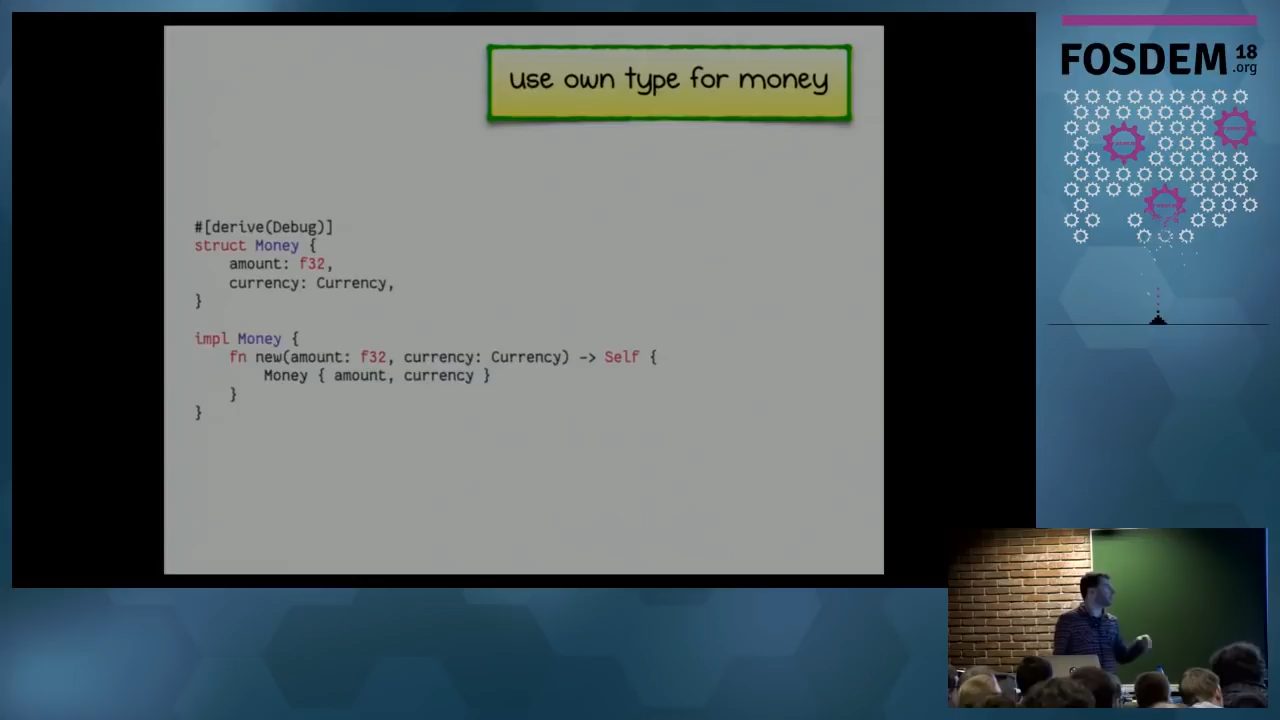 use own type for money
#[derive(Debug)]
struct Money {
    amount: f32,
    currency: Currency,
}
impl Money {
    fn new(amount: f32, currency: Currency) -> Self {
        Money { amount, currency }
    }
}
FOSDEM 18
.org